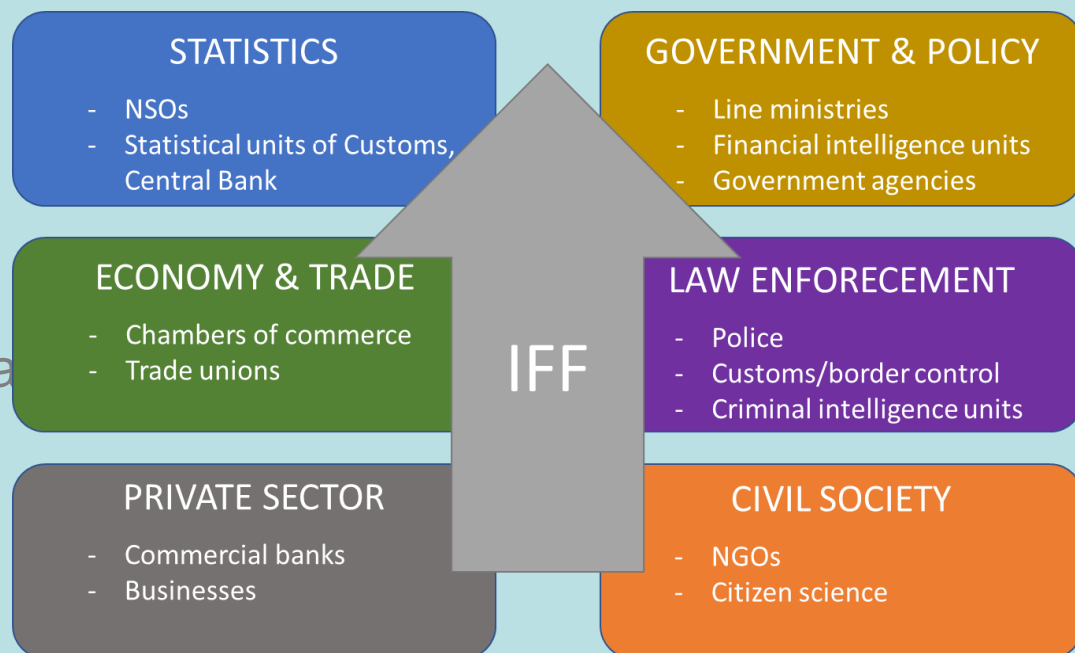 STATISTICS
- NSOs
- Statistical units of Customs,
Central Bank
GOVERNMENT & POLICY
- Line ministries
- Financial intelligence units
- Government agencies
ECONOMY & TRADE
- Chambers of commerce
- Trade unions
LAW ENFORECEMENT
- Police
- Customs/border control
- Criminal intelligence units
IFF
PRIVATE SECTOR
- Commercial banks
- Businesses
CIVIL SOCIETY
- NGOs
- Citizen science